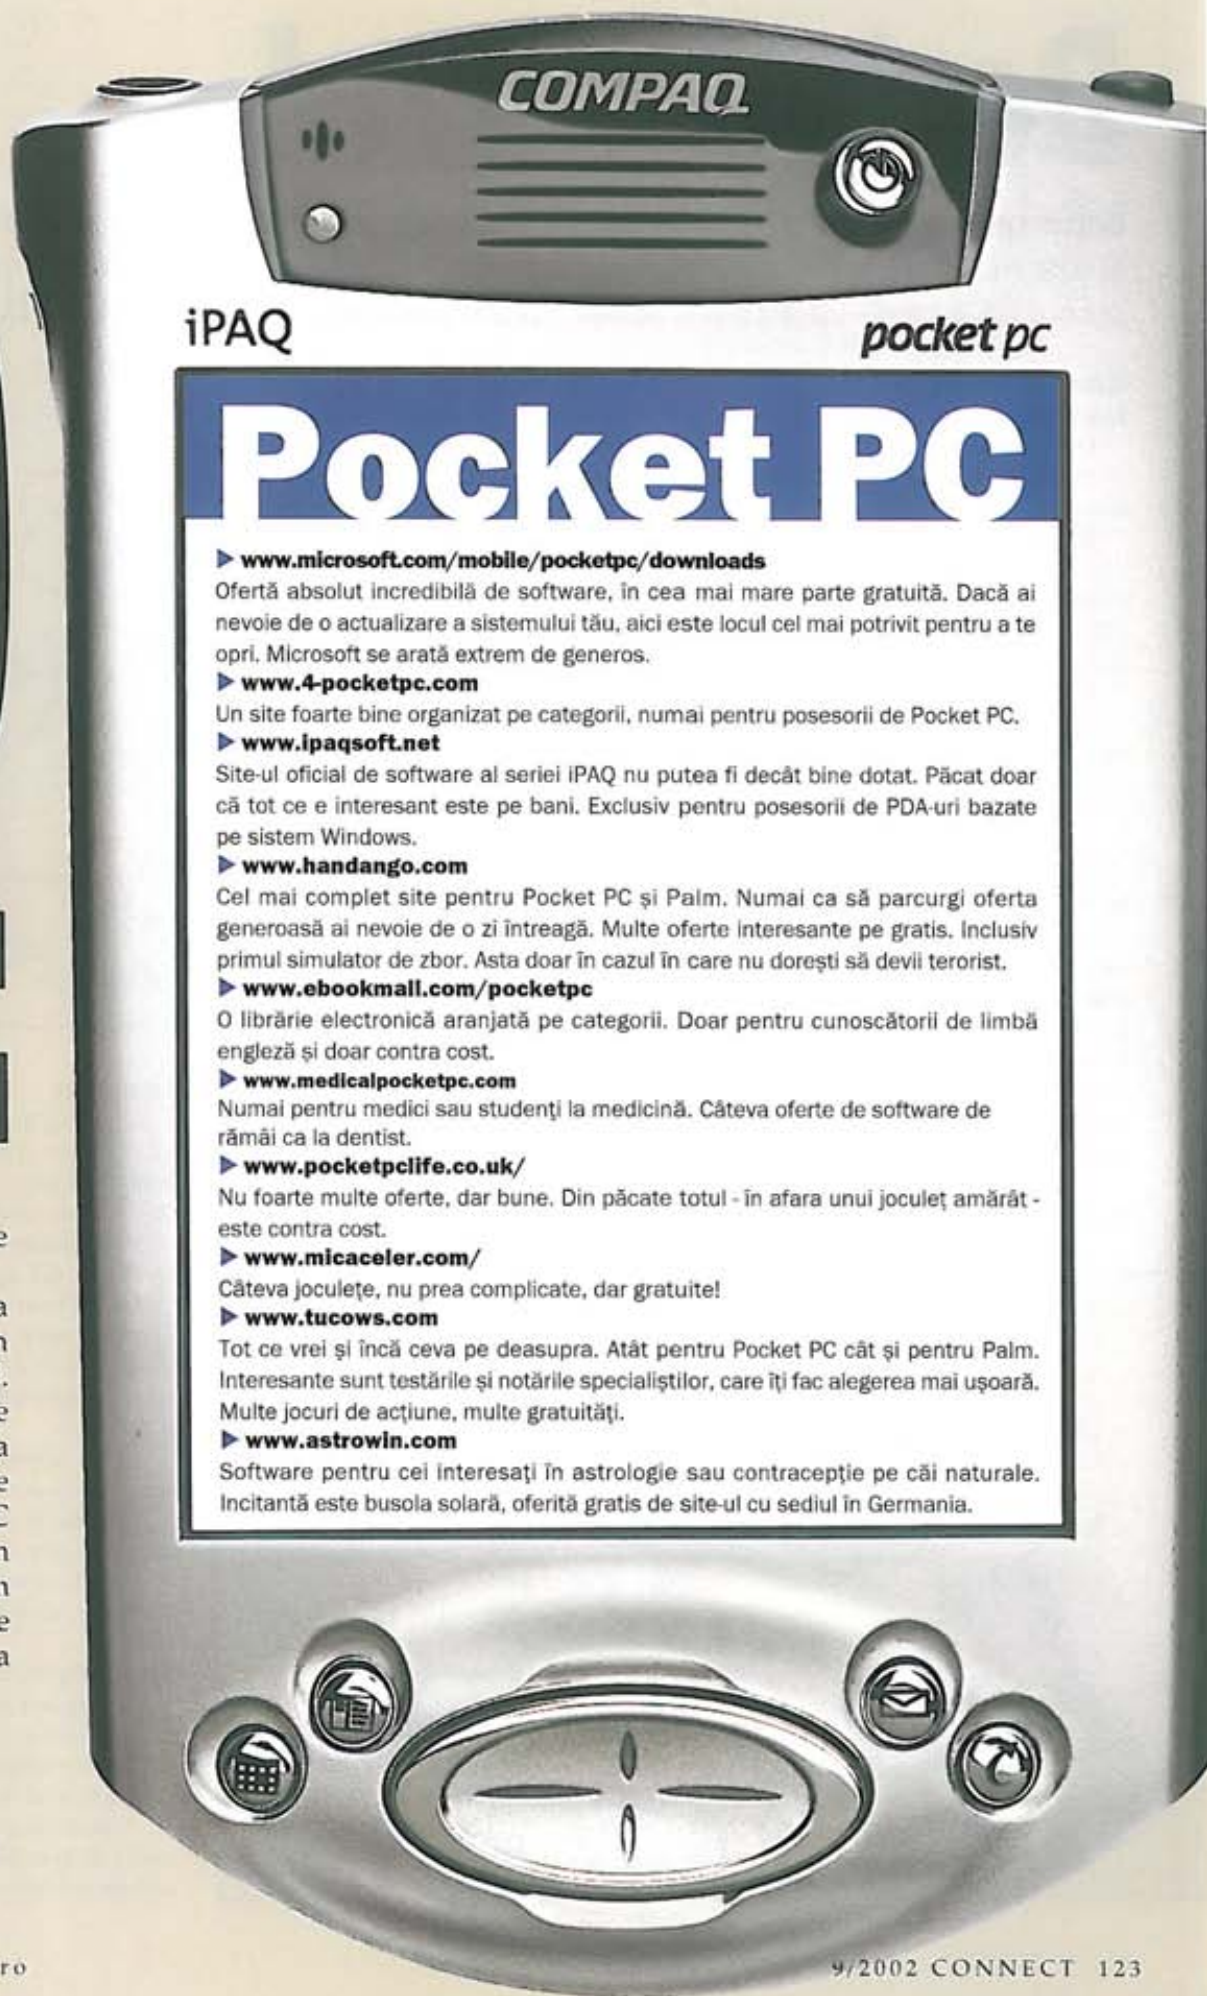 COMPAQ
iPAQ
pocket pc
Pocket PC
www.microsoft.com/mobile/pocketpc/downloads
Ofertă absolut incredibilă de software, în cea mai mare parte gratuită. Dacă ai
nevoie de o actualizare a sistemului tău, aici este locul cel mai potrivit pentru a te
opri. Microsoft se arată extrem de generos.
www.4-pocketpc.com
Un site foarte bine organizat pe categorii, numai pentru posesorii de Pocket PC.
www.ipaqsoft.net
Site-ul oficial de software al seriei iPAQ nu putea fi decât bine dotat. Păcat doar
că tot ce e interesant este pe bani. Exclusiv pentru posesorii de PDA-uri bazate
pe sistem Windows.
www.handango.com
Cel mai complet site pentru Pocket PC și Palm. Numai ca să parcurgi oferta
generoasă ai nevoie de o zi întreagă. Multe oferte interesante pe gratis. Inclusiv
primul simulator de zbor. Asta doar în cazul în care nu dorești să devii terorist.
www.ebookmall.com/pocketpc
O librărie electronică aranjată pe categorii. Doar pentru cunoscătorii de limbă
engleză și doar contra cost.
www.medicalpocketpc.com
Numai pentru medici sau studenți la medicină. Câteva oferte de software de
rămâi ca la dentist.
www.pocketpclife.co.uk/
Nu foarte multe oferte, dar bune. Din păcate totul - în afara unui joculeț amărât -
este contra cost.
www.micaceler.com/
Câteva joculețe, nu prea complicate, dar gratuite!
www.tucows.com
Tot ce vrei și încă ceva pe deasupra. Atât pentru Pocket PC cât și pentru Palm.
Interesante sunt testările și notările specialiștilor, care îți fac alegerea mai ușoară.
Multe jocuri de acțiune, multe gratuități.
www.astrowin.com
Software pentru cei interesați în astrologie sau contracepție pe căi naturale.
Incitantă este busola solară, oferită gratis de site-ul cu sediul în Germania.
ro
9/2002 CONNECT 123